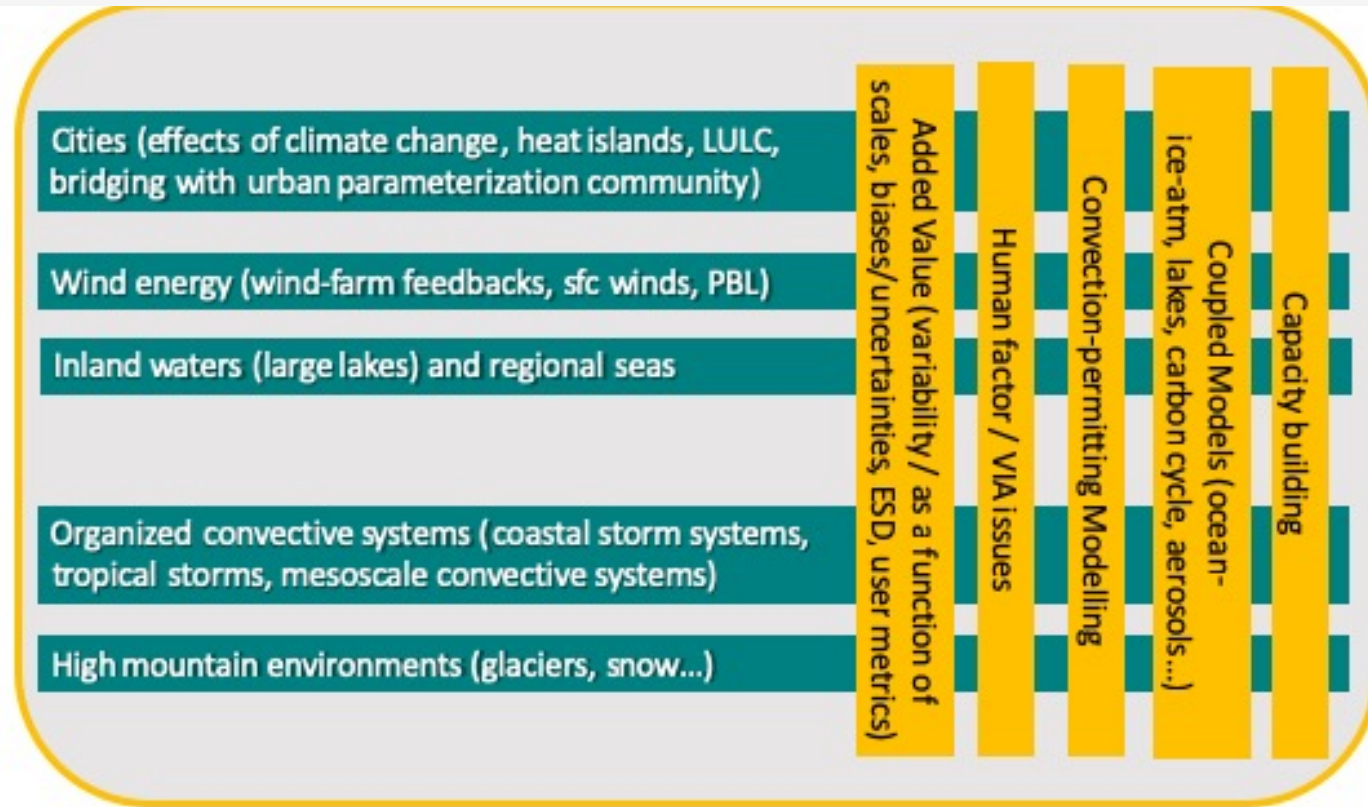 Cities (effects of climate change, heat islands, LULC,
bridging with urban parameterization community)
Wind energy (wind-farm feedbacks, sfc winds, PBL)
Inland waters (large lakes) and regional seas
Organized convective systems (coastal storm systems,
tropical storms, mesoscale convective systems)
High mountain environments (glaciers, snow...)
Added Value (variability/ as a function of
scales, biases/uncertainties, ESD, user metrics)
Human factor / VIA issues
Convection-permitting Modelling
Coupled Models (ocean-
ice-atm, lakes, carbon cycle, aerosols...)
Capacity building